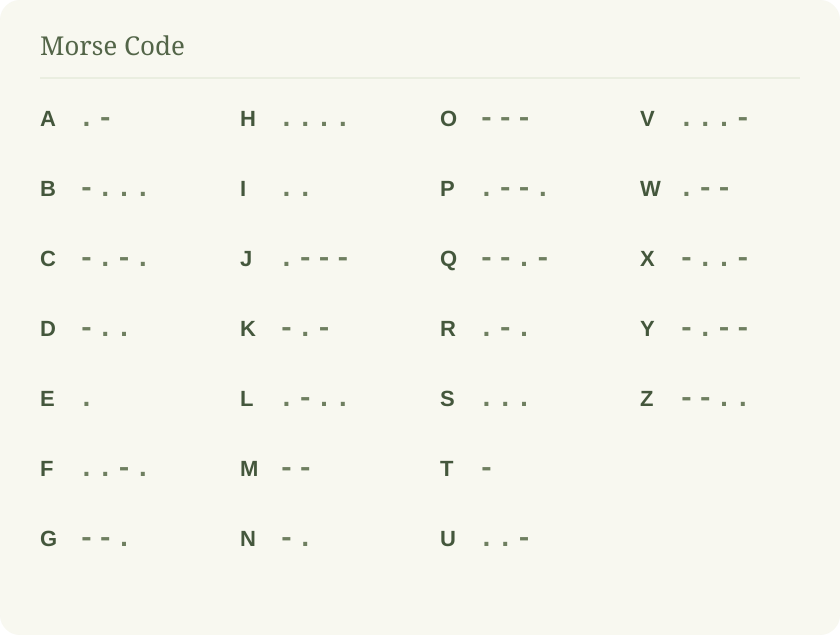 Morse Code
A .- H .... O --- V ...-
B -... I .. P .--. W .--
C -.-. J .--- Q --.- X -..-
D -.. K -.- R .-. Y -.--
E . L .-.. S ... Z --..
F ..-. M -- T -
G --. N -. U ..-